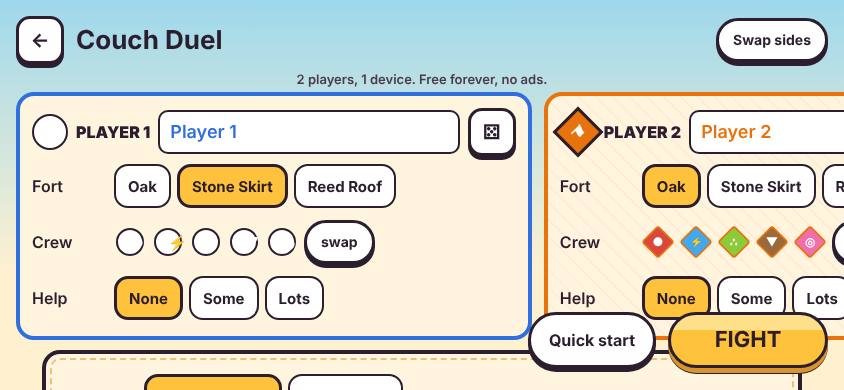 Couch Duel
Swap sides
2 players, 1 device. Free forever, no ads.
PLAYER 1
Player 1
Fort
Oak
Stone Skirt
Reed Roof
Crew
swap
Help
None
Some
Lots
PLAYER 2
Player 2
Fort
Oak
Stone Skirt
R
Crew
Help
None
Some
Lots
Quick start
FIGHT